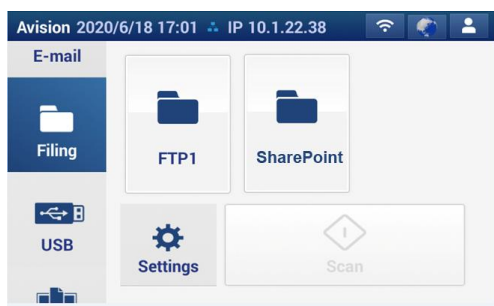 Avision 2020/6/18 17:01 IP 10.1.22.38
E-mail
Filing
FTP1
SharePoint
USB
Settings
Scan